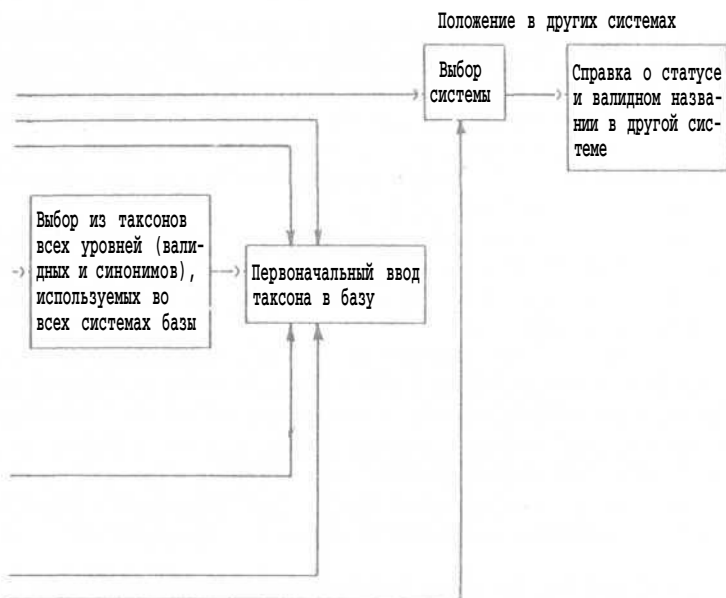 Положение в других системах
Выбор
системы
Справка о статусе
и валидном назва-
нии в другой сис-
теме
Выбор из таксонов
всех уровней (вали-
дных и синонимов),
используемых во
всех системах базы
Первоначальный ввод
таксона в базу